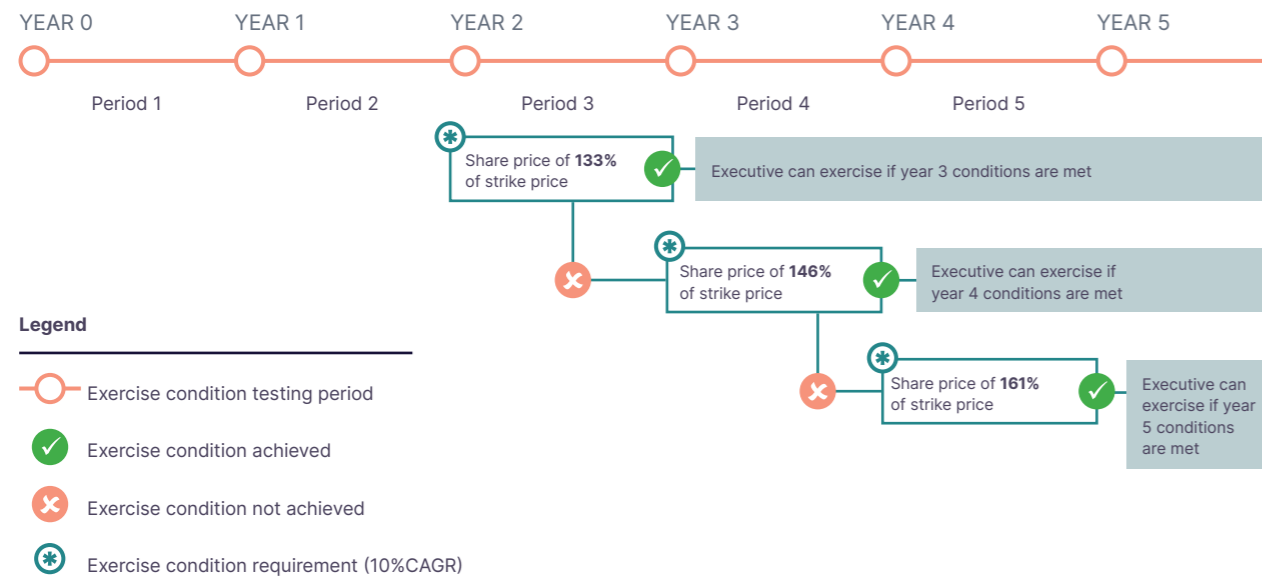 YEAR 0
YEAR 1
YEAR 2
YEAR 3
YEAR 4
YEAR 5
Period 1
Period 2
Period 3
Period 4
Period 5
Share price of 133%
of strike price
Executive can exercise if year 3 conditions are met
Share price of 146%
of strike price
Executive can exercise if
year 4 conditions are met
Share price of 161%
of strike price
Executive can
exercise if year
5 conditions
are met
Legend
Exercise condition testing period
Exercise condition achieved
Exercise condition not achieved
Exercise condition requirement (10%CAGR)